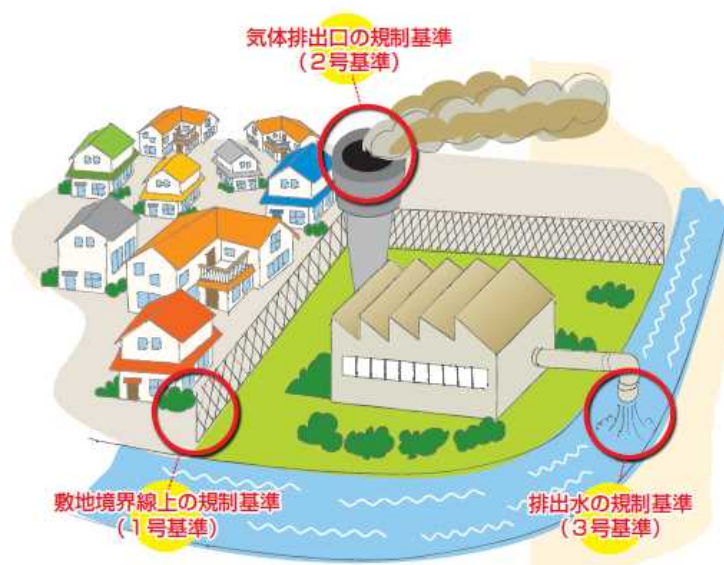 気体排出口の規制基準
(2号基準)
敷地境界線上の規制基準
(1号基準)
排出水の規制基準
(3号基準)